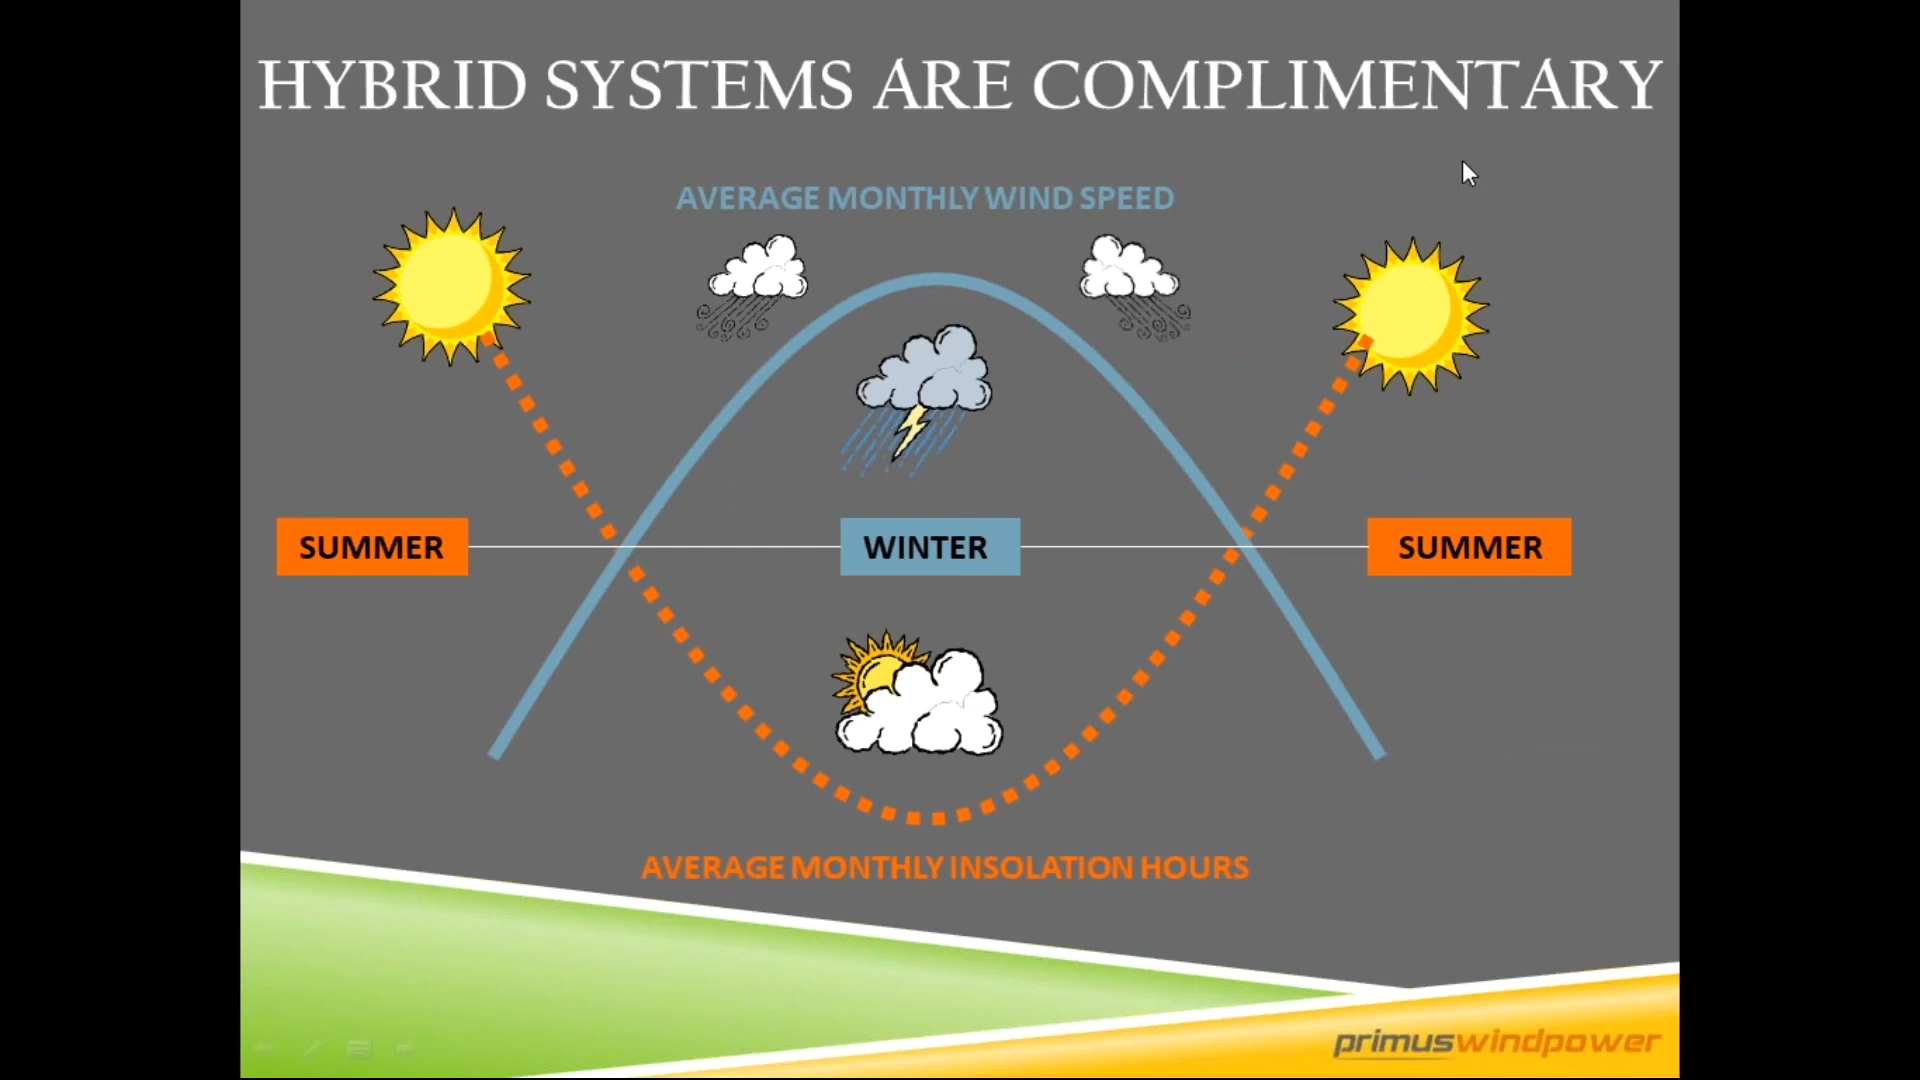 HYBRID SYSTEMS ARE COMPLIMENTARY
AVERAGE MONTHLY WIND SPEED
SUMMER
WINTER
SUMMER
AVERAGE MONTHLY INSOLATION HOURS
primuswindpower